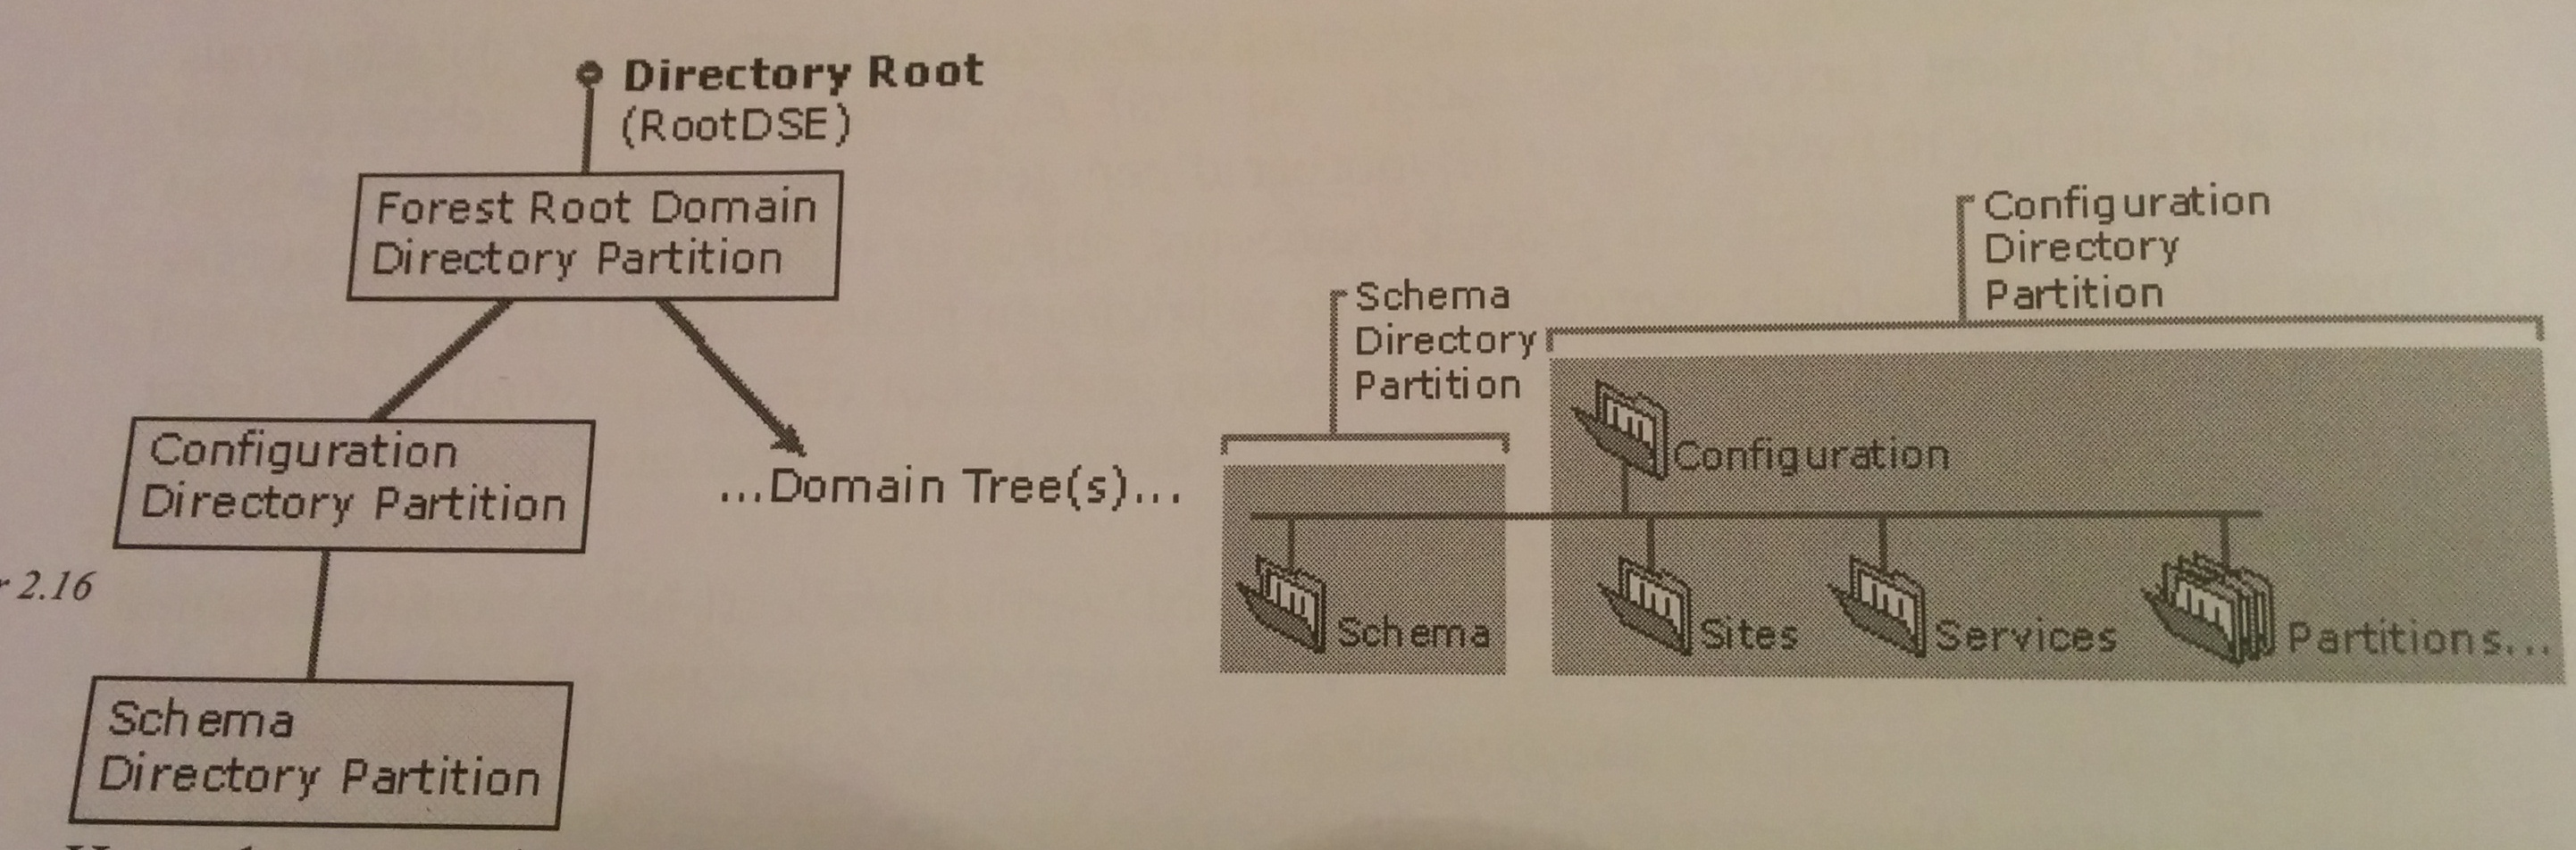 Directory Root
(RootDSE)
Forest Root Domain
Directory Partition
Configuration
Directory Partition
...Domain Tree(s)...
2.16
Schema
Directory Partition
Schema
Directory
Partition
Configuration
Directory
Partition
Configuration
Schema
Sites
Services
Partitions...